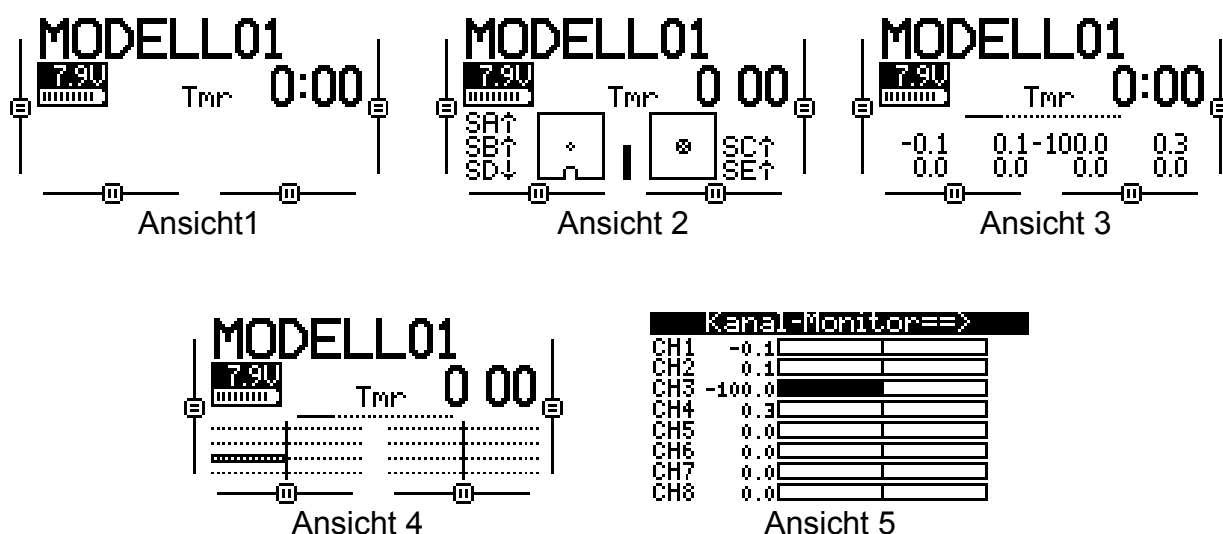 MODELL01
7.9V
Tmr 0:00
Ansicht1
MODELL01
7.9V
Tmr 0 00
SA↑
SB↑
SD↓
SC↑
SE↑
Ansicht 2
MODELL01
7.9V
Tmr 0:00
-0.1 0.1 -100.0 0.3
0.0 0.0 0.0 0.0
Ansicht 3
MODELL01
7.9V
Tmr 0 00
Ansicht 4
Kanal-Monitor==>
CH1 -0.1
CH2 0.1
CH3 -100.0
CH4 0.3
CH5 0.0
CH6 0.0
CH7 0.0
CH8 0.0
Ansicht 5